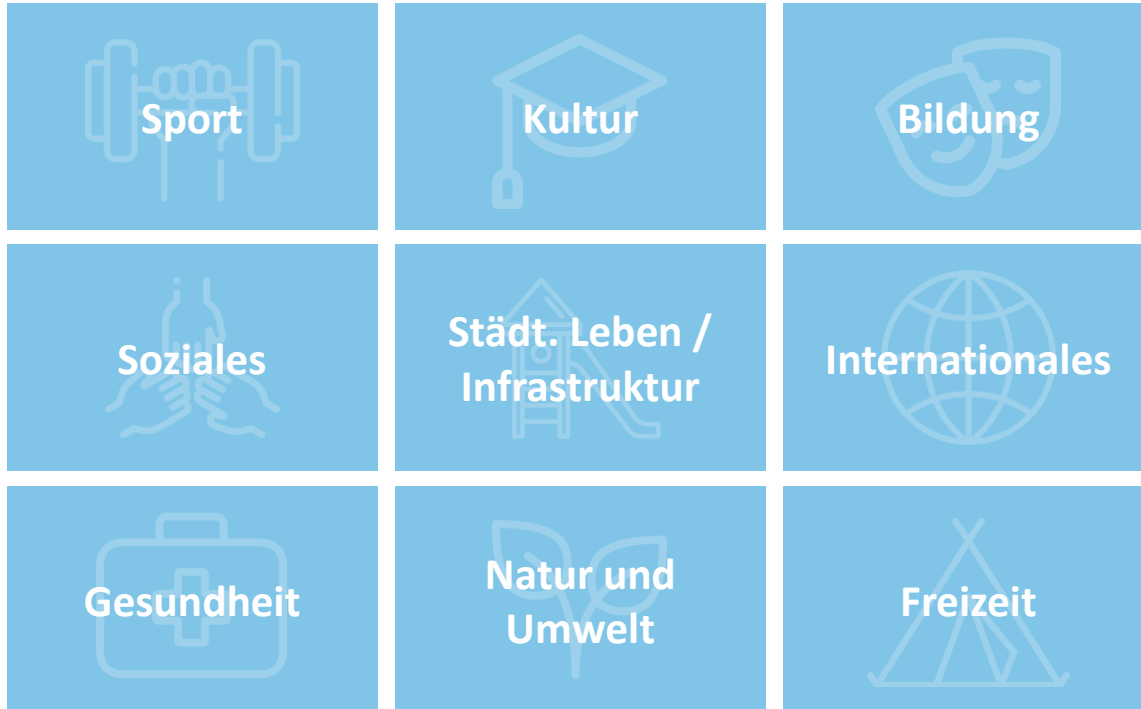 Sport
Kultur
Bildung
Soziales
Städt. Leben /
Infrastruktur
Internationales
Gesundheit
Natur und
Umwelt
Freizeit